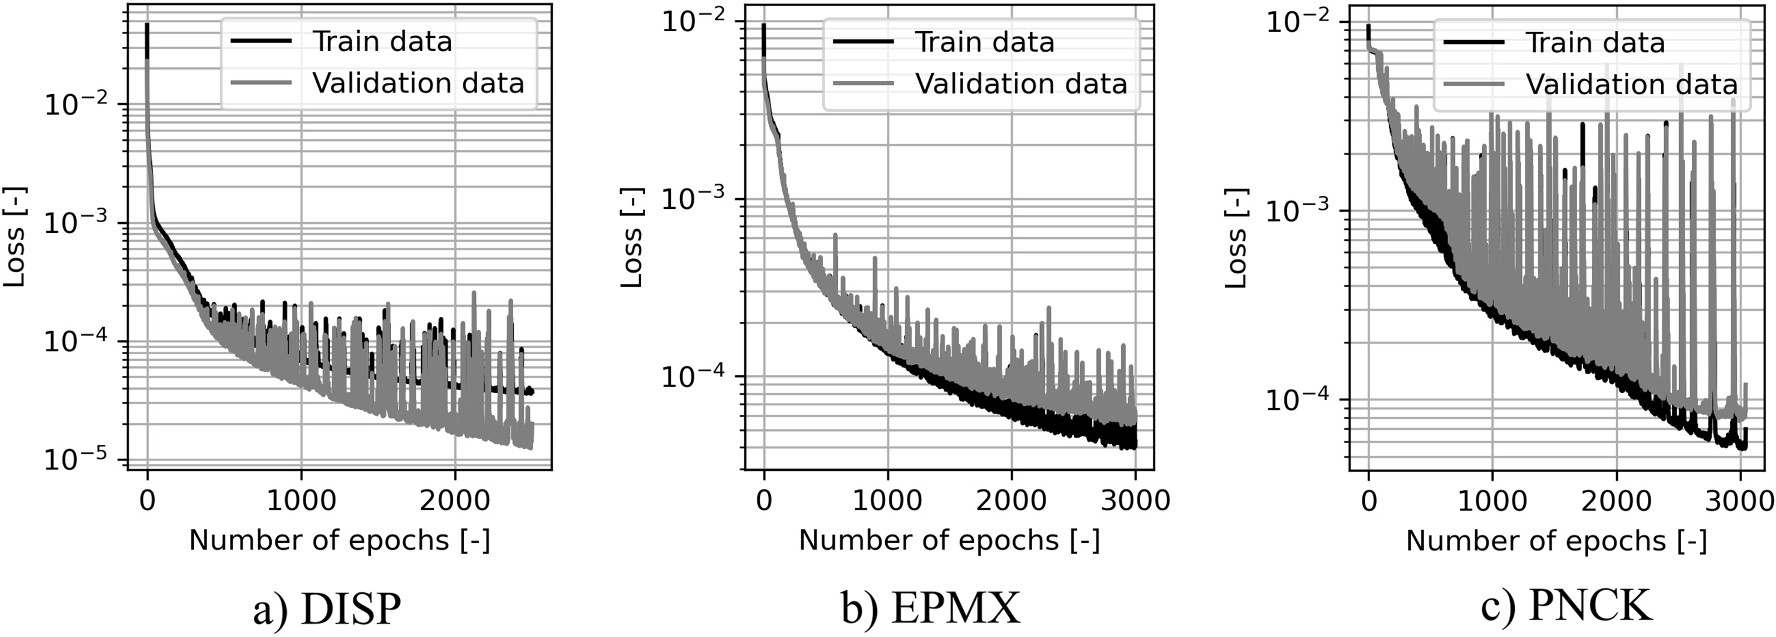 Train data
Validation data
10⁻²
10⁻³
10⁻⁴
10⁻⁵
Loss [-]
0 1000 2000
Number of epochs [-]
a) DISP
Train data
Validation data
10⁻²
10⁻³
10⁻⁴
Loss [-]
0 1000 2000 3000
Number of epochs [-]
b) EPMX
Train data
Validation data
10⁻²
10⁻³
10⁻⁴
Loss [-]
0 1000 2000 3000
Number of epochs [-]
c) PNCK